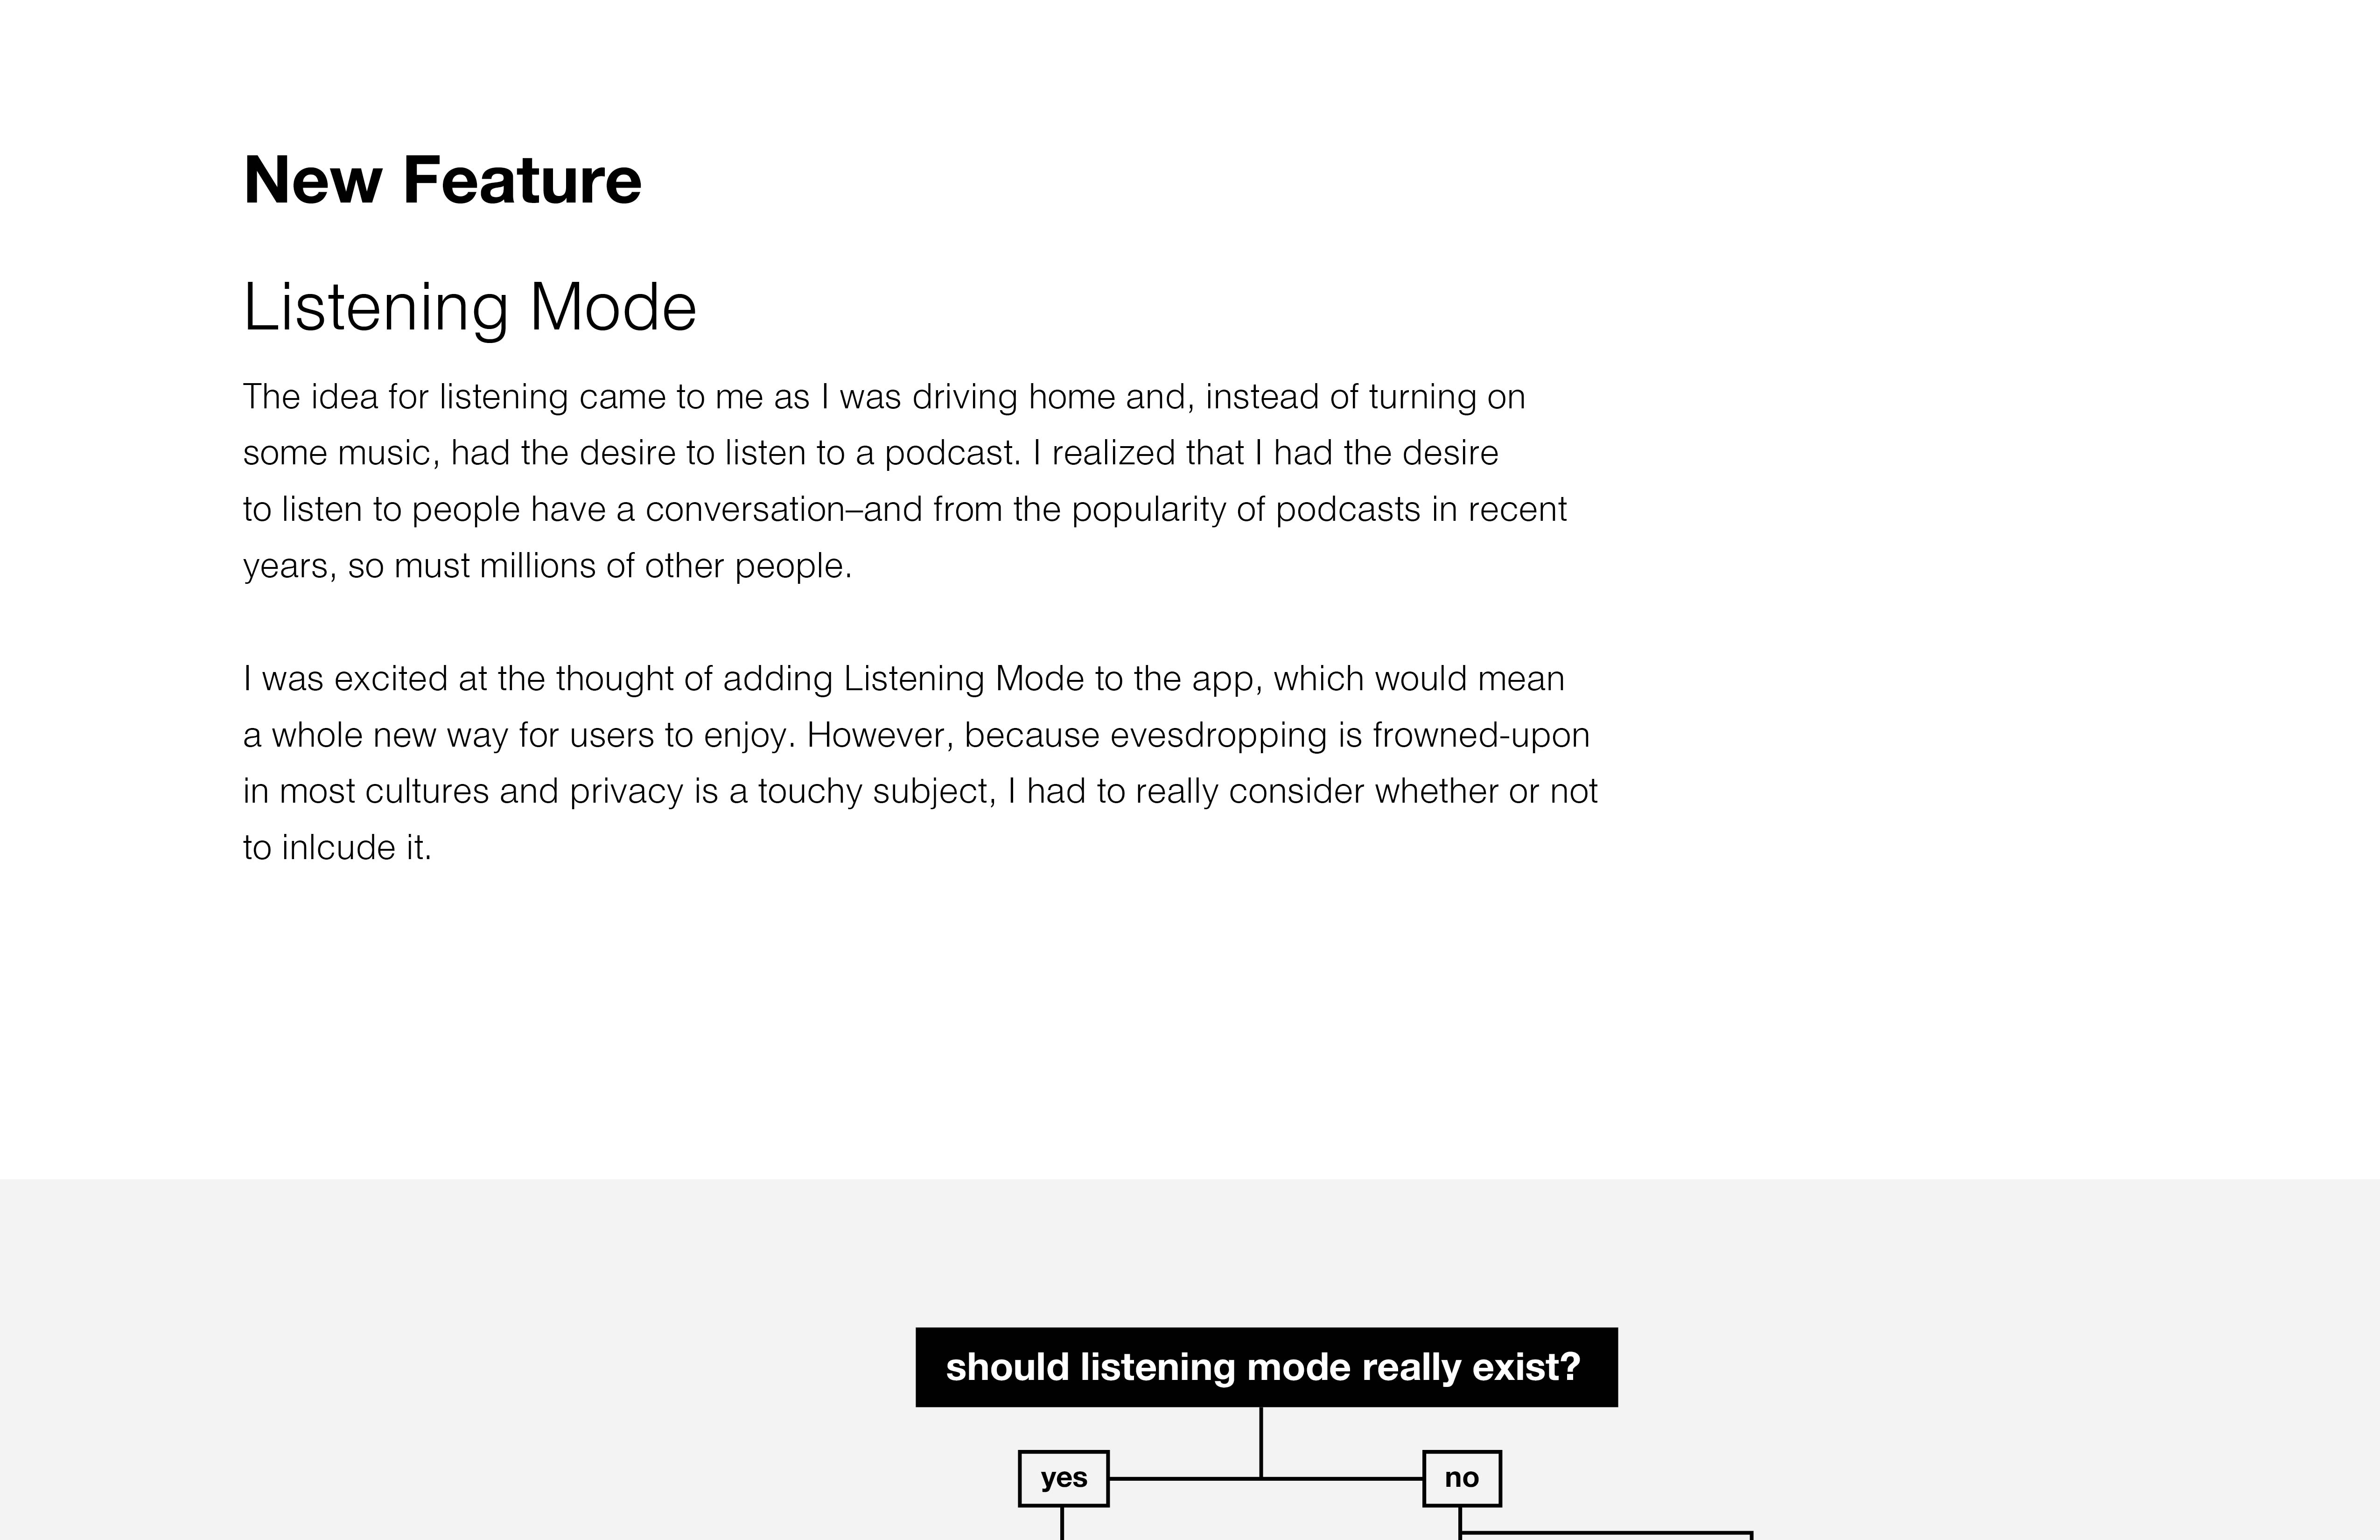 New Feature
Listening Mode
The idea for listening came to me as I was driving home and, instead of turning on
some music, had the desire to listen to a podcast. I realized that I had the desire
to listen to people have a conversation–and from the popularity of podcasts in recent
years, so must millions of other people.
I was excited at the thought of adding Listening Mode to the app, which would mean
a whole new way for users to enjoy. However, because evesdropping is frowned-upon
in most cultures and privacy is a touchy subject, I had to really consider whether or not
to inlcude it.
should listening mode really exist?
yes
no